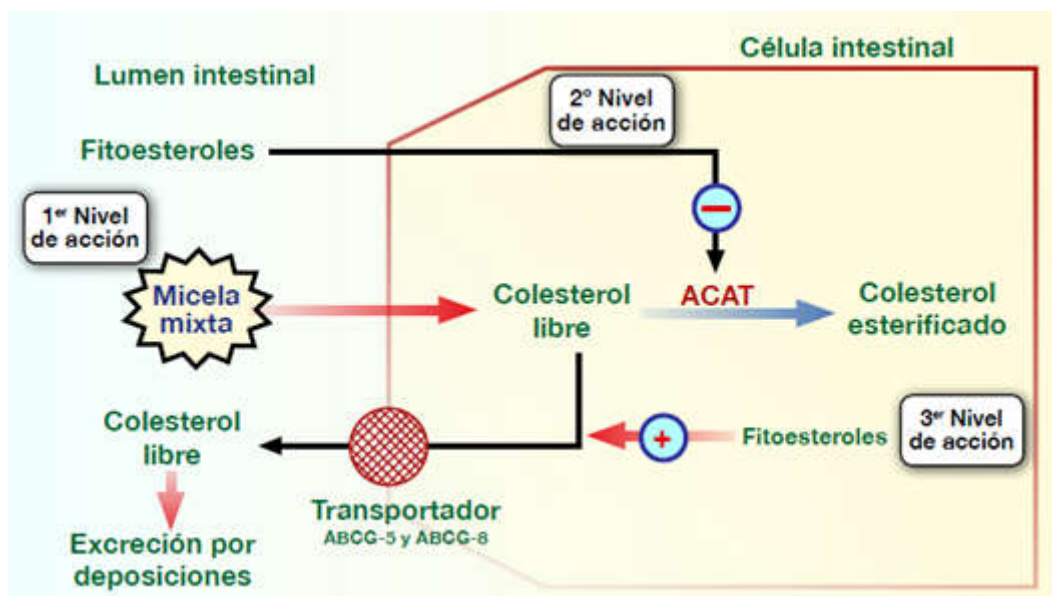 Célula intestinal
Lumen intestinal
2º Nivel
de acción
Fitoesteroles
1er Nivel
de acción
Micela
mixta
Colesterol
libre
ACAT
Colesterol
esterificado
Colesterol
libre
+
Fitoesteroles
3er Nivel
de acción
Transportador
ABCG-5 y ABCG-8
Excreción por
deposiciones